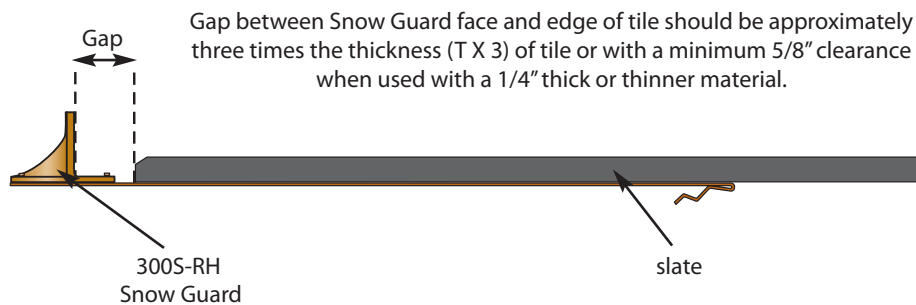 Gap between Snow Guard face and edge of tile should be approximately
three times the thickness (T X 3) of tile or with a minimum 5/8” clearance
when used with a 1/4” thick or thinner material.
Gap
300S-RH
Snow Guard
slate